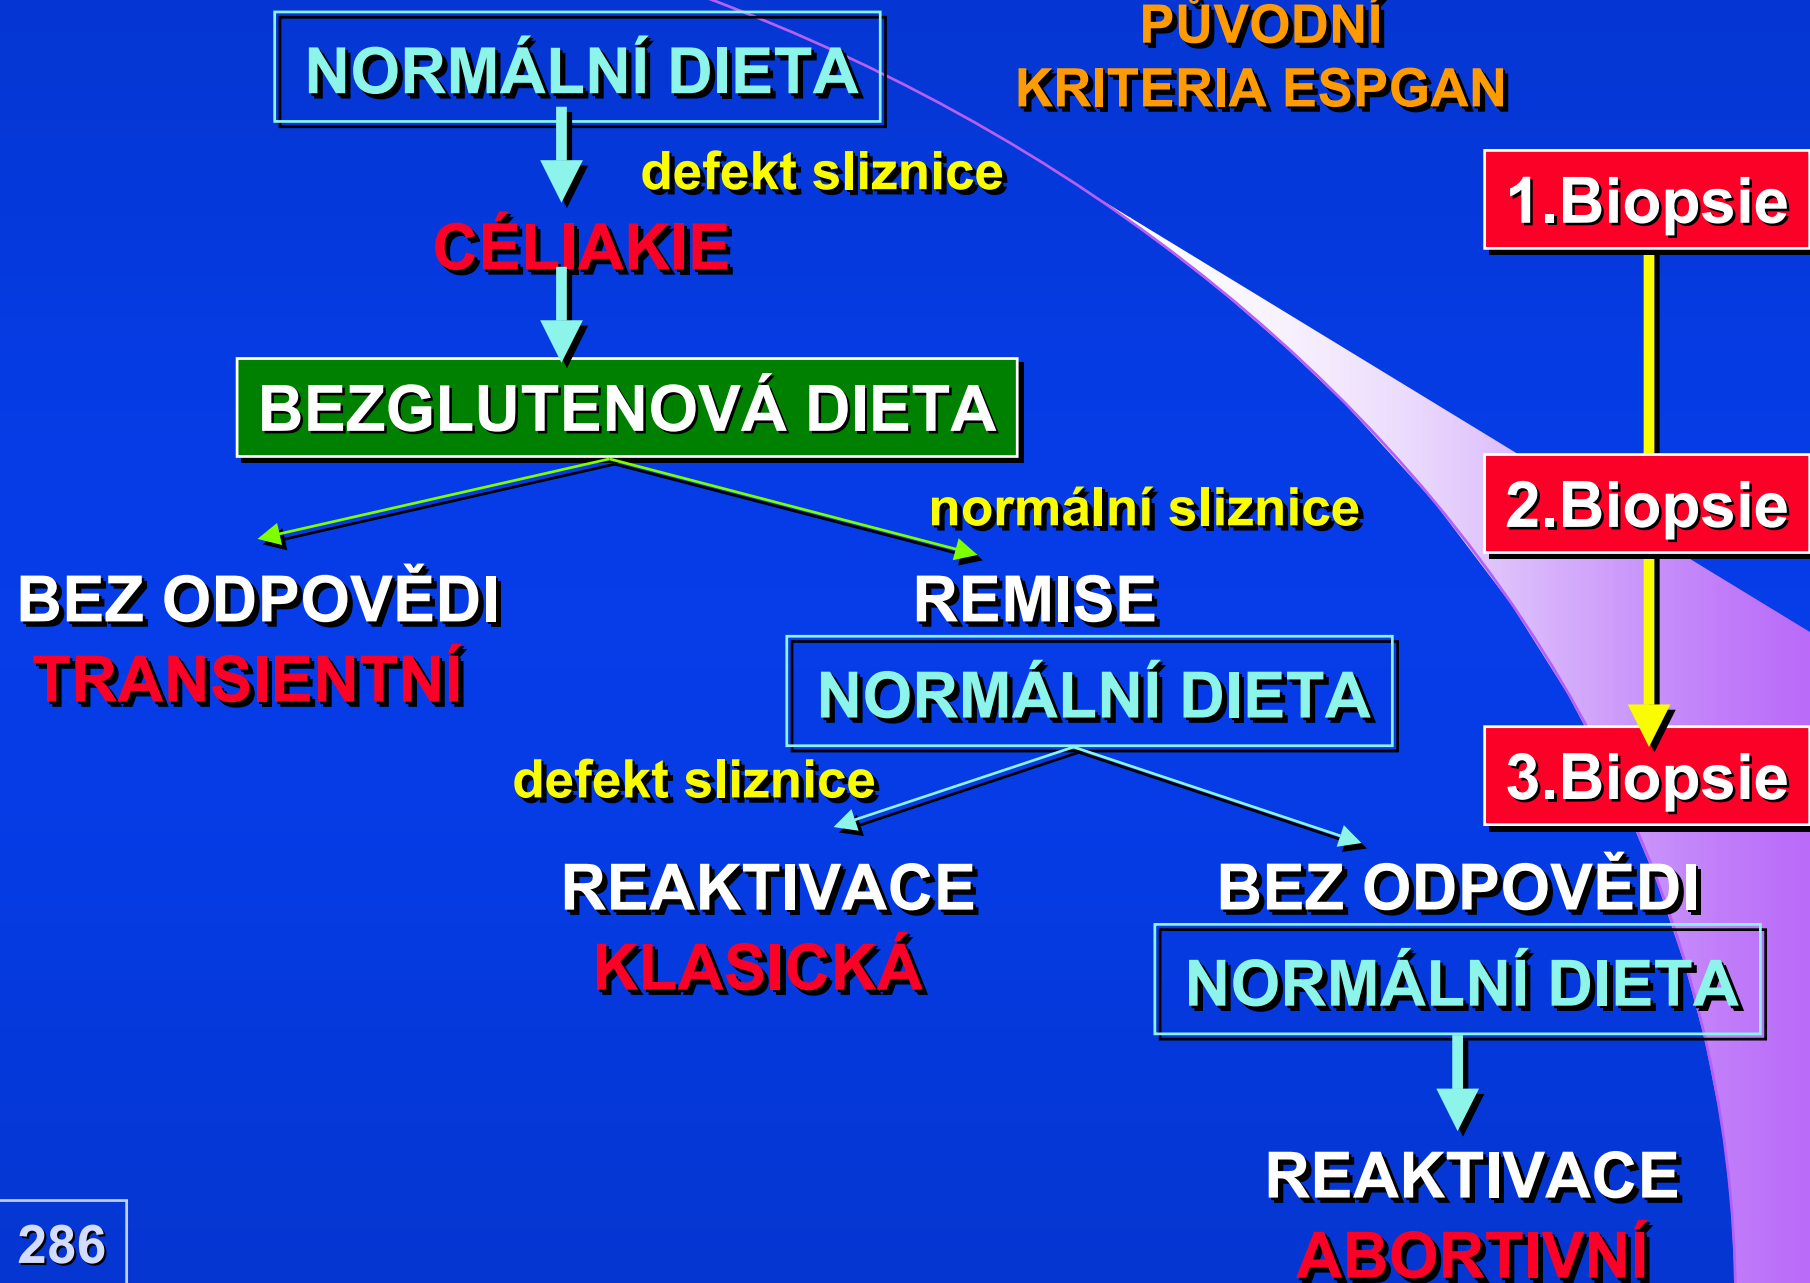 PŮVODNÍ
KRITERIA ESPGAN
NORMÁLNÍ DIETA
defekt sliznice
1.Biopsie
CÉLIAKIE
BEZGLUTENOVÁ DIETA
normální sliznice
2.Biopsie
BEZ ODPOVĚDI
TRANSIENTNÍ
REMISE
NORMÁLNÍ DIETA
defekt sliznice
3.Biopsie
REAKTIVACE
KLASICKÁ
BEZ ODPOVĚDI
NORMÁLNÍ DIETA
REAKTIVACE
ABORTIVNÍ
286